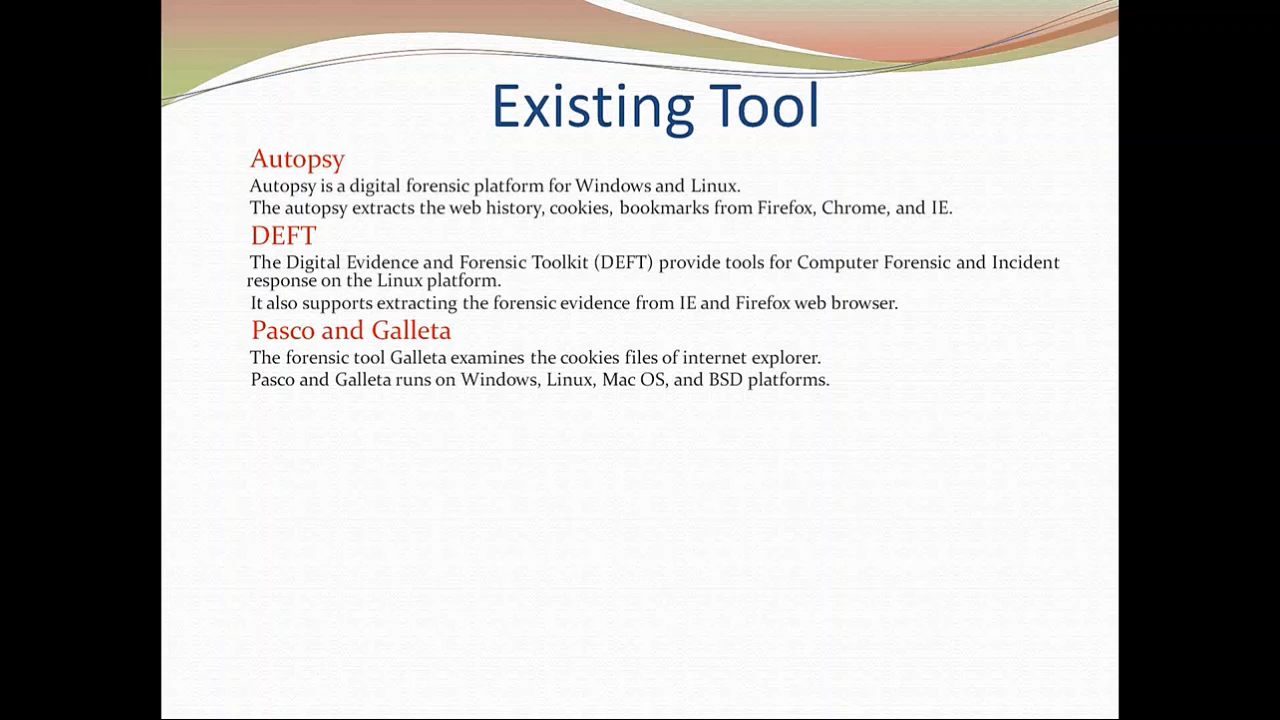 Existing Tool
Autopsy
Autopsy is a digital forensic platform for Windows and Linux.
The autopsy extracts the web history, cookies, bookmarks from Firefox, Chrome, and IE.
DEFT
The Digital Evidence and Forensic Toolkit (DEFT) provide tools for Computer Forensic and Incident
response on the Linux platform.
It also supports extracting the forensic evidence from IE and Firefox web browser.
Pasco and Galleta
The forensic tool Galleta examines the cookies files of internet explorer.
Pasco and Galleta runs on Windows, Linux, Mac OS, and BSD platforms.